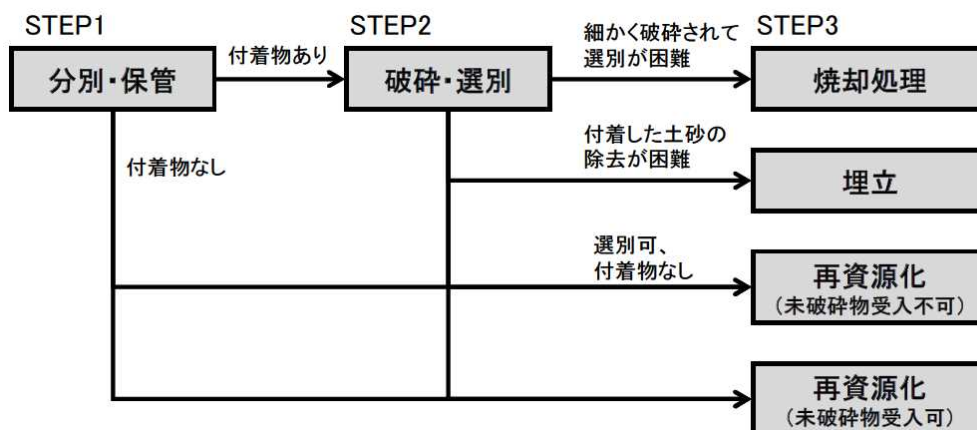 STEP1
STEP2
STEP3
分別・保管
付着物あり
破砕・選別
細かく破砕されて
選別が困難
焼却処理
付着物なし
付着した土砂の
除去が困難
埋立
選別可、
付着物なし
再資源化
(未破砕物受入不可)
再資源化
(未破砕物受入可)